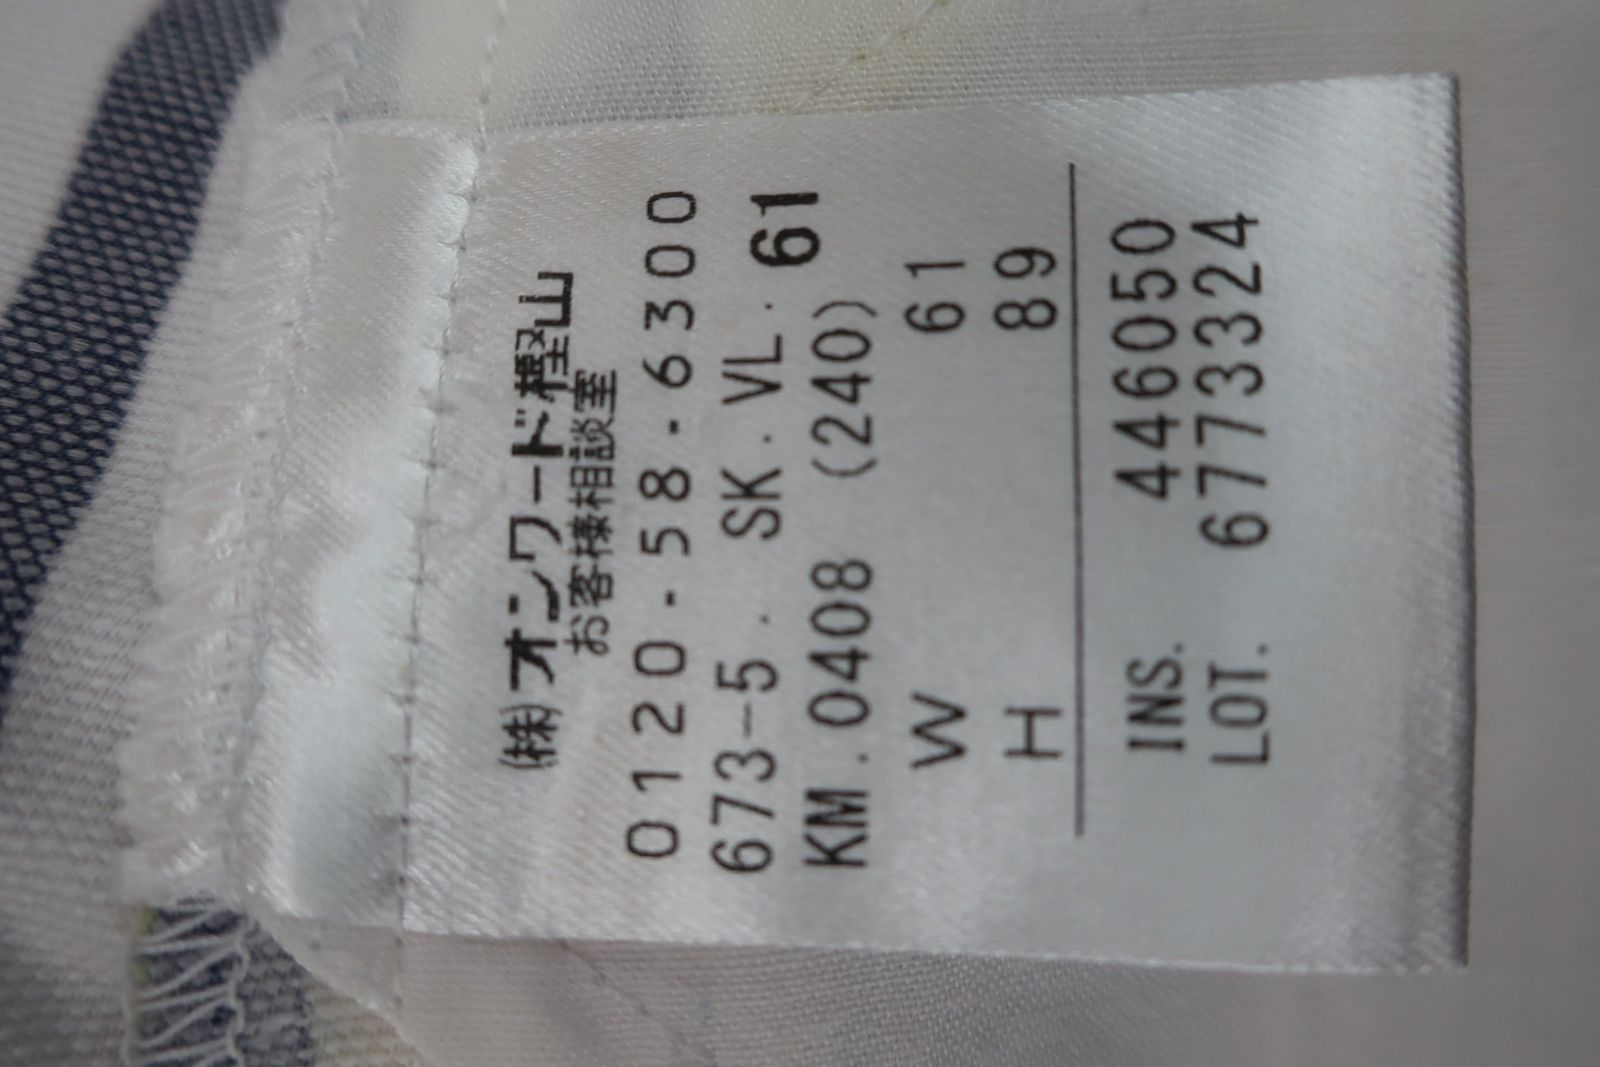 (株)オンワード樫山
お客様相談室
0120-58-6300
673-5. SK.VL.61
KM.0408 (240)
W 61
H 89
INS. 446050
LOT. 6773324